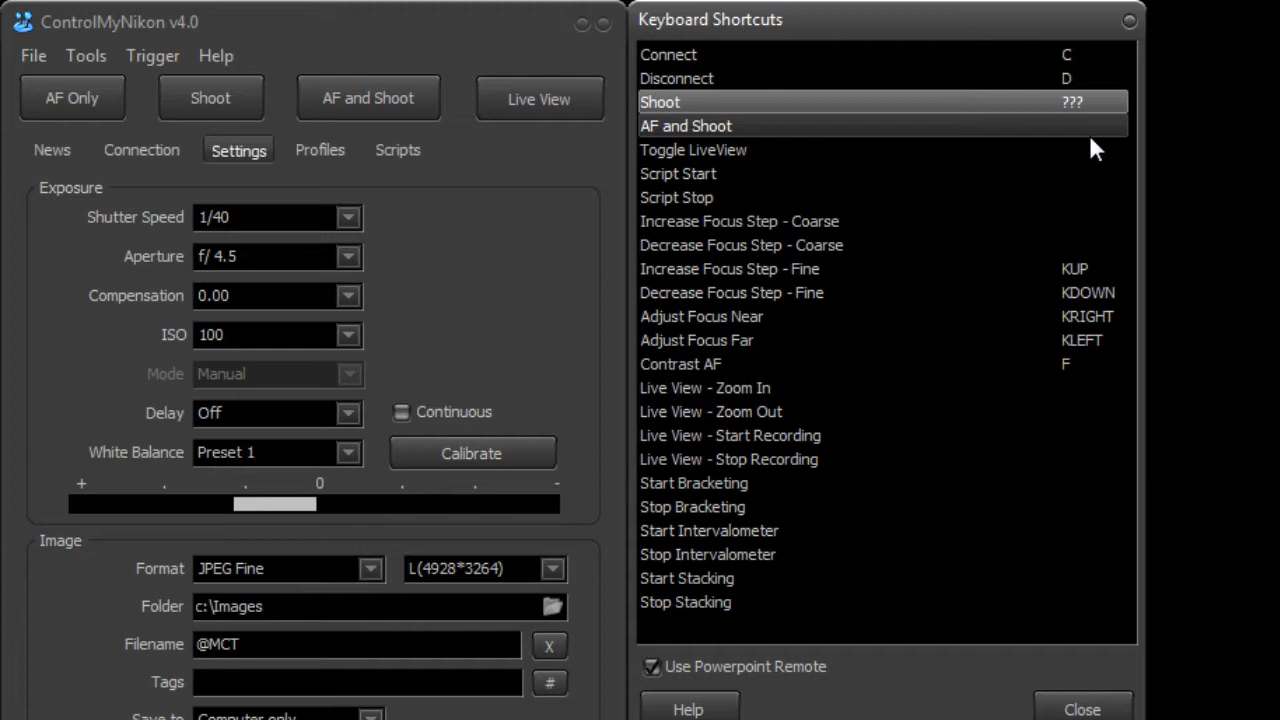 ControlMyNikon v4.0
File Tools Trigger Help
AF Only Shoot AF and Shoot Live View
News Connection Settings Profiles Scripts
Exposure
Shutter Speed 1/40
Aperture f/ 4.5
Compensation 0.00
ISO 100
Mode Manual
Delay Off Continuous
White Balance Preset 1 Calibrate
+ . . 0 . . -
Image
Format JPEG Fine L(4928*3264)
Folder c:\Images
Filename @MCT X
Tags #
Save to Computer only
Keyboard Shortcuts
Connect C
Disconnect D
Shoot ???
AF and Shoot
Toggle LiveView
Script Start
Script Stop
Increase Focus Step - Coarse
Decrease Focus Step - Coarse
Increase Focus Step - Fine KUP
Decrease Focus Step - Fine KDOWN
Adjust Focus Near KRIGHT
Adjust Focus Far KLEFT
Contrast AF F
Live View - Zoom In
Live View - Zoom Out
Live View - Start Recording
Live View - Stop Recording
Start Bracketing
Stop Bracketing
Start Intervalometer
Stop Intervalometer
Start Stacking
Stop Stacking
Use Powerpoint Remote
Help Close